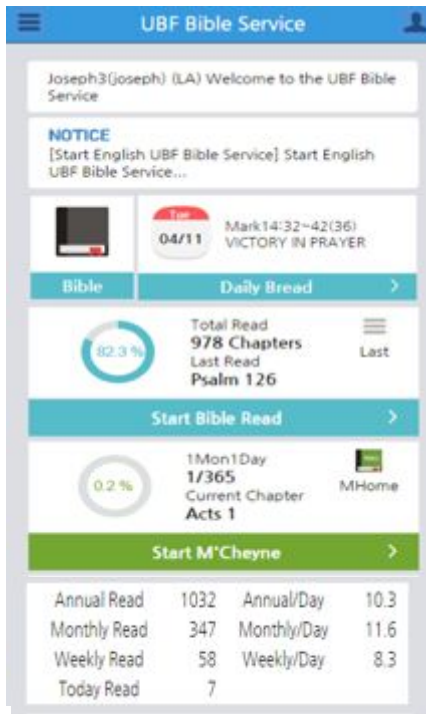 UBF Bible Service
Joseph3(joseph) (LA) Welcome to the UBF Bible
Service
NOTICE
[Start English UBF Bible Service] Start English
UBF Bible Service...
Tue
04/11
Mark14:32~42(36)
VICTORY IN PRAYER
Bible
Daily Bread
82.3 %
Total Read
978 Chapters
Last Read
Psalm 126
Last
Start Bible Read
0.2 %
1Mon1Day
1/365
Current Chapter
Acts 1
MHome
Start M'Cheyne
Annual Read 1032 Annual/Day 10.3
Monthly Read 347 Monthly/Day 11.6
Weekly Read 58 Weekly/Day 8.3
Today Read 7